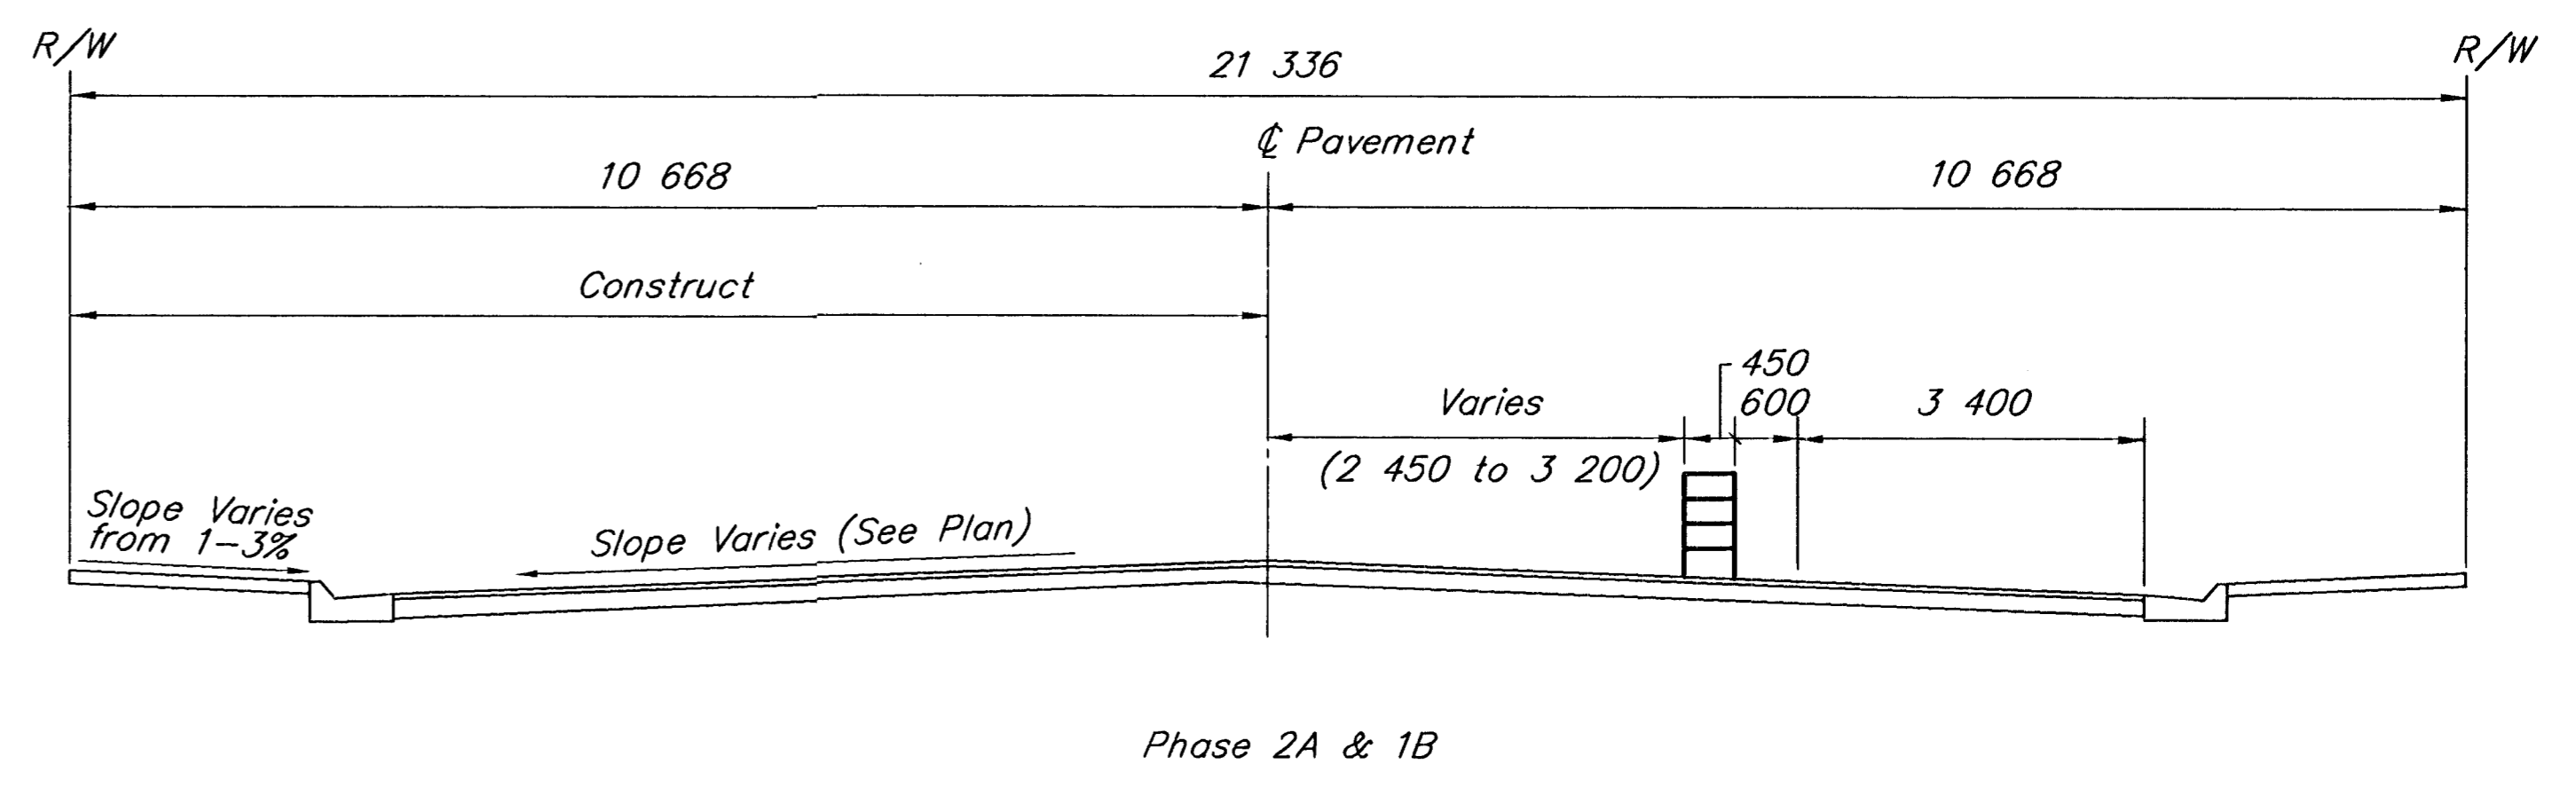 R/W
R/W
21 336
℄ Pavement
10 668
10 668
Construct
450
Varies
600
3 400
(2 450 to 3 200)
Slope Varies
from 1-3%
Slope Varies (See Plan)
Phase 2A & 1B